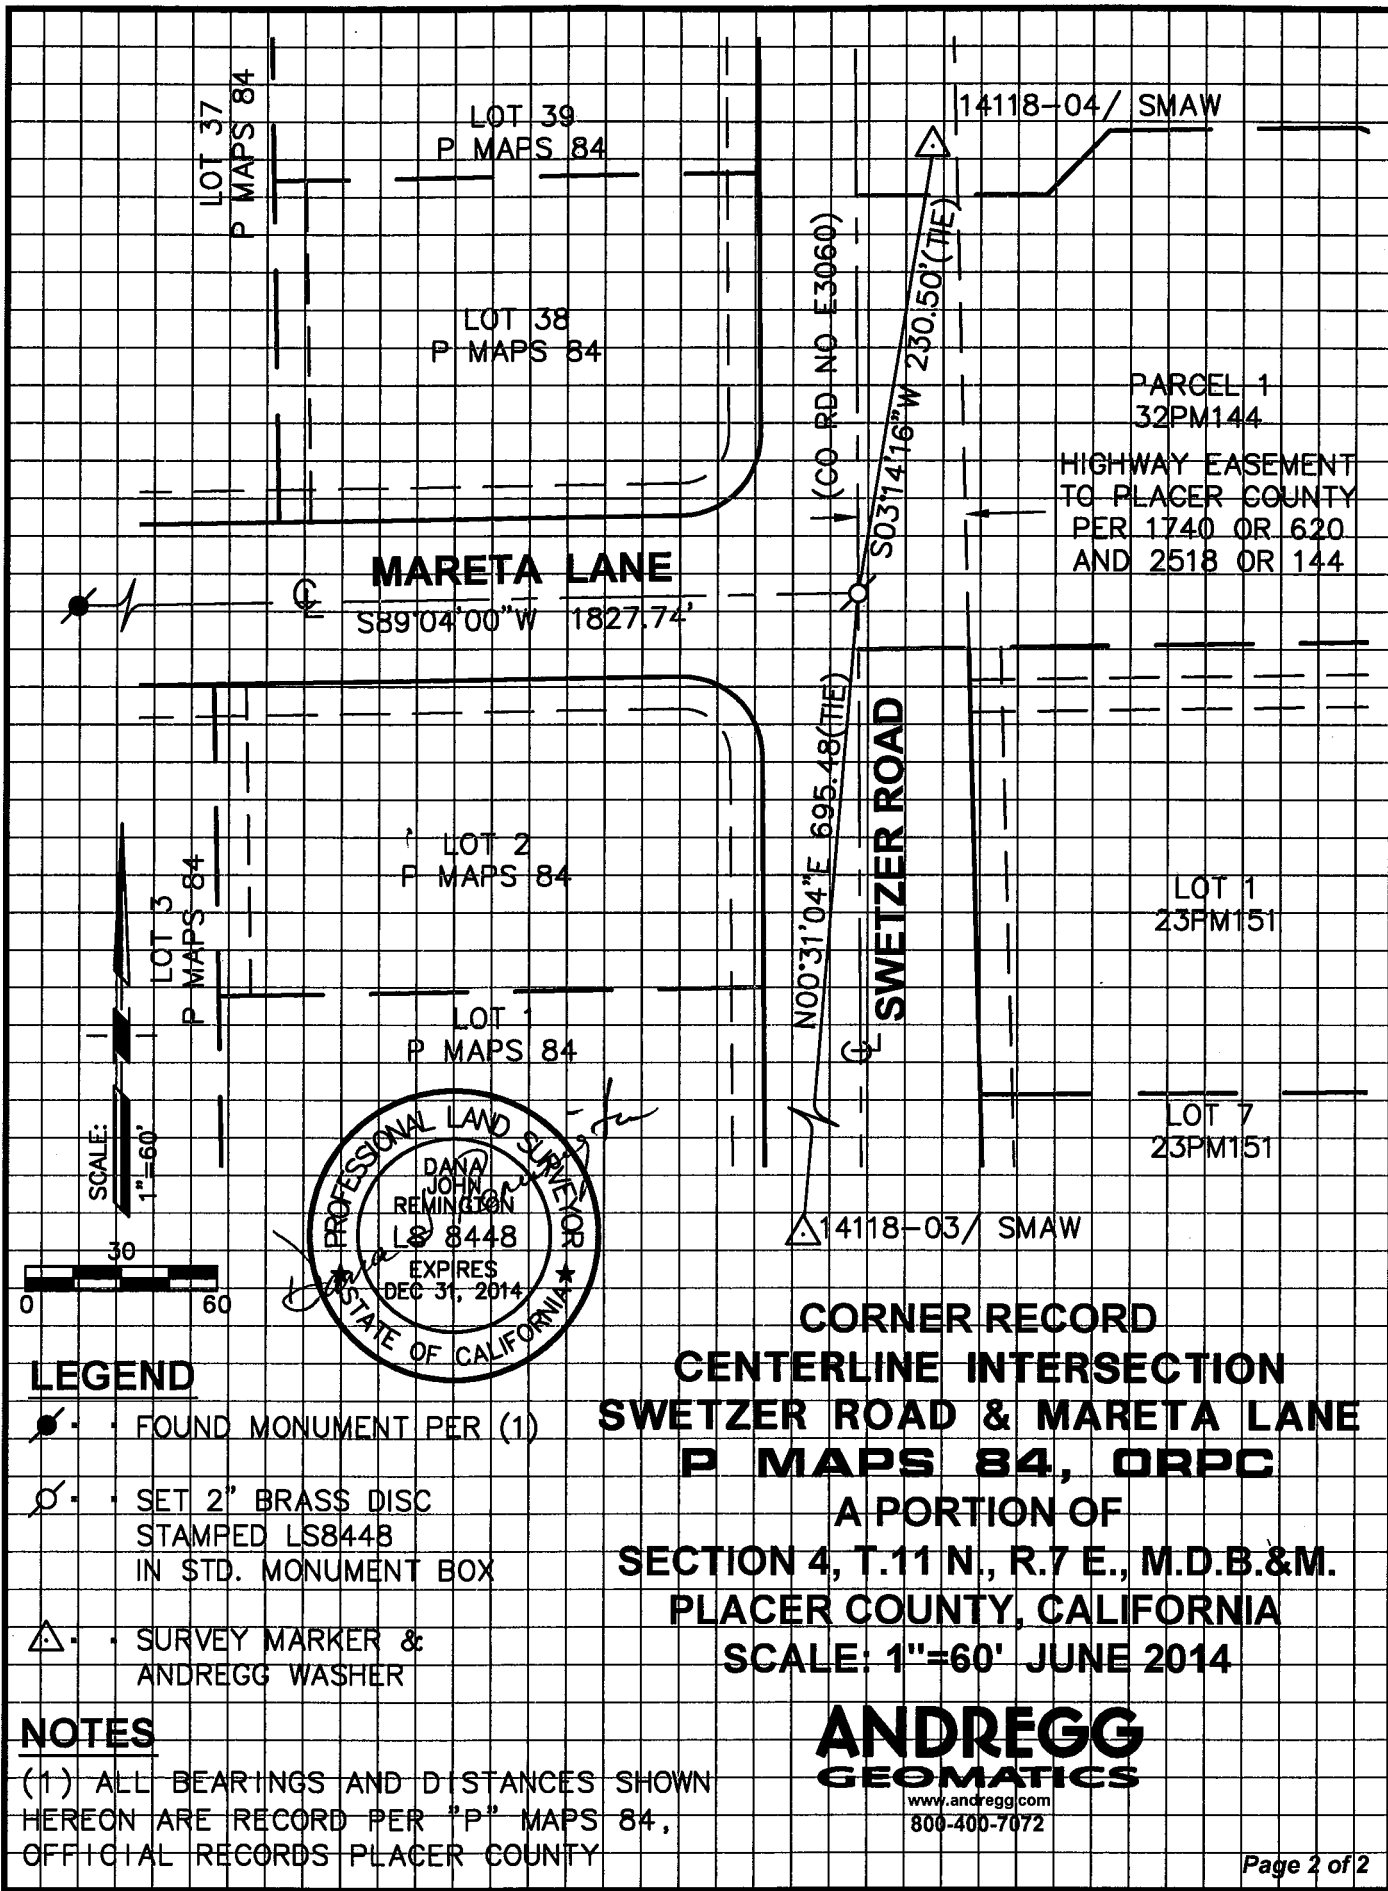 LOT 37
P MAPS 84
LOT 39
P MAPS 84
14118-04/ SMAW
LOT 38
P MAPS 84
(CO RD NO E3060)
S03°14'16"W 230.50'(TIE)
PARCEL 1
32PM144
HIGHWAY EASEMENT
TO PLACER COUNTY
PER 1740 OR 620
AND 2518 OR 144
MARETA LANE
S89°04'00"W 1827.74'
N00°31'04"E 695.48(TIE)
SWETZER ROAD
LOT 2
P MAPS 84
LOT 3
P MAPS 84
LOT 1
23PM151
LOT 1
P MAPS 84
LOT 7
23PM151
14118-03/ SMAW
SCALE:
1"=60'
30
0 60
PROFESSIONAL LAND SURVEYOR
DANA
JOHN
REMINGTON
LS 8448
EXPIRES
DEC 31, 2014
STATE OF CALIFORNIA
CORNER RECORD
CENTERLINE INTERSECTION
SWETZER ROAD & MARETA LANE
P MAPS 84, ORPC
A PORTION OF
SECTION 4, T.11 N., R.7 E., M.D.B.&M.
PLACER COUNTY, CALIFORNIA
SCALE: 1"=60' JUNE 2014
LEGEND
FOUND MONUMENT PER (1)
SET 2" BRASS DISC
STAMPED LS8448
IN STD. MONUMENT BOX
SURVEY MARKER &
ANDREGG WASHER
NOTES
(1) ALL BEARINGS AND DISTANCES SHOWN
HEREON ARE RECORD PER "P" MAPS 84,
OFFICIAL RECORDS PLACER COUNTY
ANDREGG
GEOMATICS
www.andregg.com
800-400-7072
Page 2 of 2